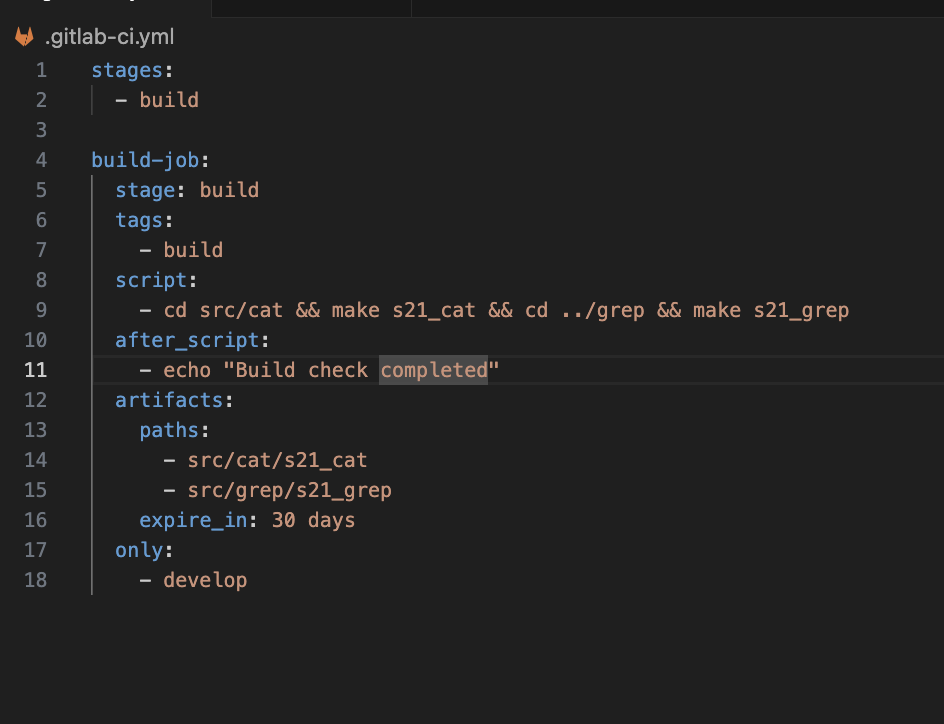 .gitlab-ci.yml
1 stages:
2   - build
3
4 build-job:
5   stage: build
6   tags:
7     - build
8   script:
9     - cd src/cat && make s21_cat && cd ../grep && make s21_grep
10   after_script:
11     - echo "Build check completed"
12   artifacts:
13     paths:
14       - src/cat/s21_cat
15       - src/grep/s21_grep
16     expire_in: 30 days
17   only:
18     - develop